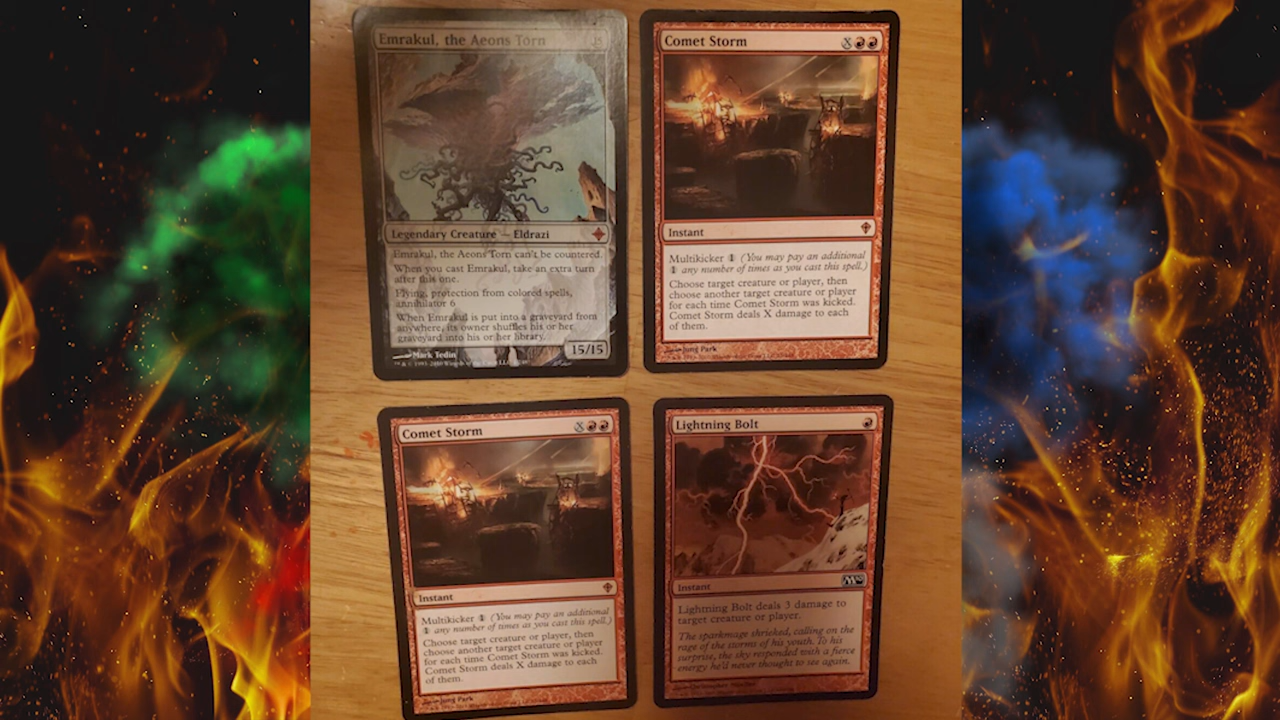 Emrakul, the Aeons Torn
15
Legendary Creature — Eldrazi
Emrakul, the Aeons Torn can't be countered.
When you cast Emrakul, take an extra turn
after this one.
Flying, protection from colored spells,
annihilator 6
When Emrakul is put into a graveyard from
anywhere, its owner shuffles his or her
graveyard into his or her library.
15/15
Mark Tedin
Comet Storm
X
Instant
Multikicker 1 (You may pay an additional
1 any number of times as you cast this spell.)
Choose target creature or player, then
choose another target creature or player
for each time Comet Storm was kicked.
Comet Storm deals X damage to each
of them.
Jung Park
Comet Storm
X
Instant
Multikicker 1 (You may pay an additional
1 any number of times as you cast this spell.)
Choose target creature or player, then
choose another target creature or player
for each time Comet Storm was kicked.
Comet Storm deals X damage to each
of them.
Jung Park
Lightning Bolt
Instant
M10
Lightning Bolt deals 3 damage to
target creature or player.
The sparkmage shrieked, calling on the
rage of the storms of his youth. To his
surprise, the sky responded with a fierce
energy he'd never thought to see again.